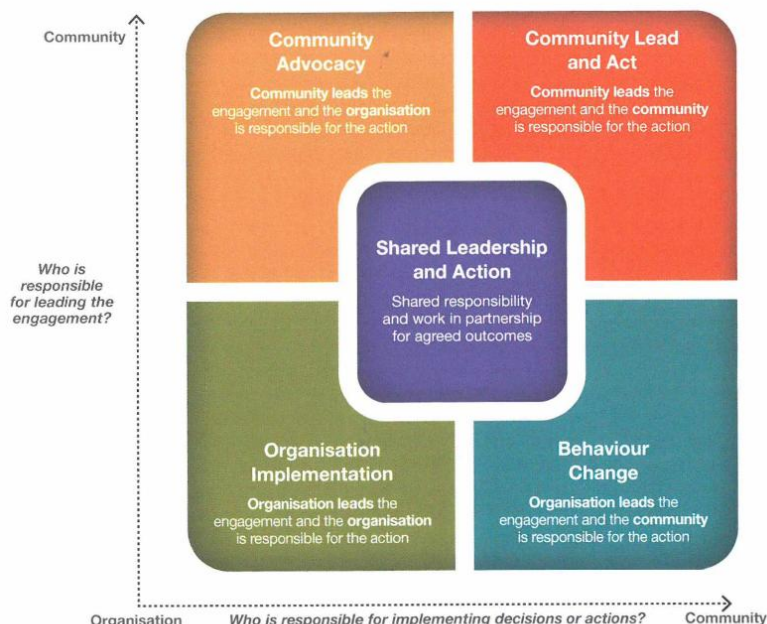 Community
Community
Advocacy
Community leads the
engagement and the organisation
is responsible for the action
Community Lead
and Act
Community leads the
engagement and the community
is responsible for the action
Who is
responsible
for leading the
engagement?
Shared Leadership
and Action
Shared responsibility
and work in partnership
for agreed outcomes
Organisation
Implementation
Organisation leads the
engagement and the organisation
is responsible for the action
Behaviour
Change
Organisation leads the
engagement and the community
is responsible for the action
Organisation
Who is responsible for implementing decisions or actions?
Community